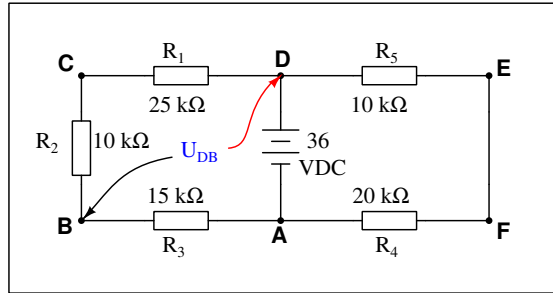 R1 D R5
C E
25 kΩ 10 kΩ
R2 10 kΩ UDB 36
VDC
15 kΩ 20 kΩ
B A F
R3 R4